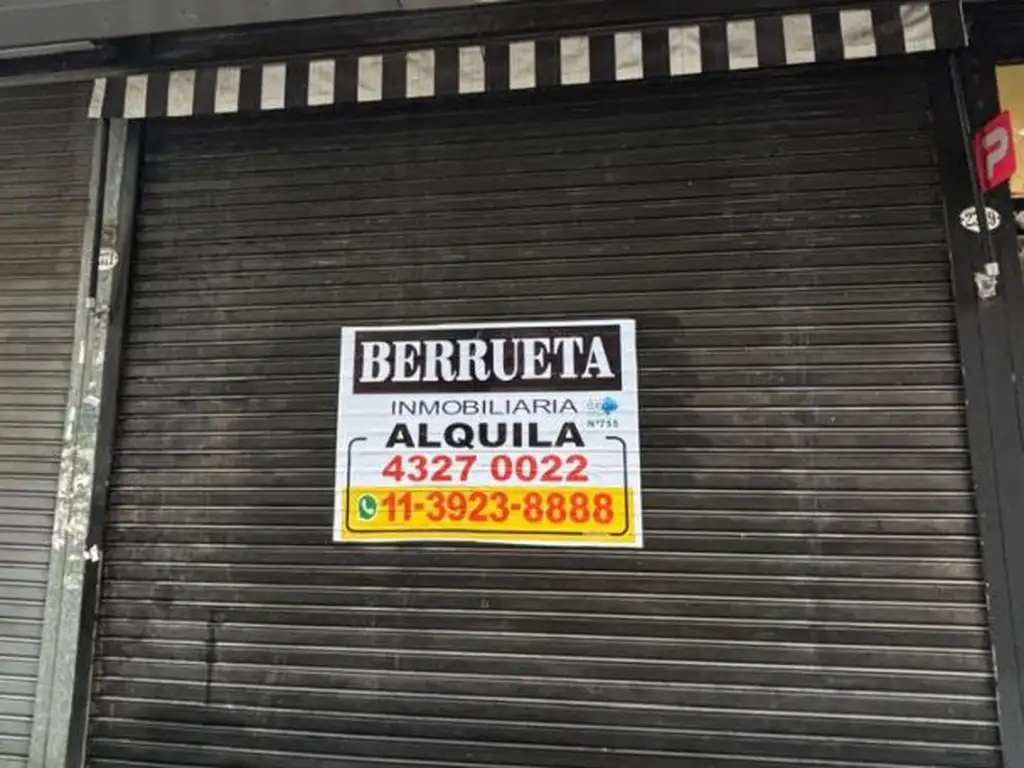 BERRUETA
INMOBILIARIA
N°755
ALQUILA
4327 0022
11-3923-8888
P